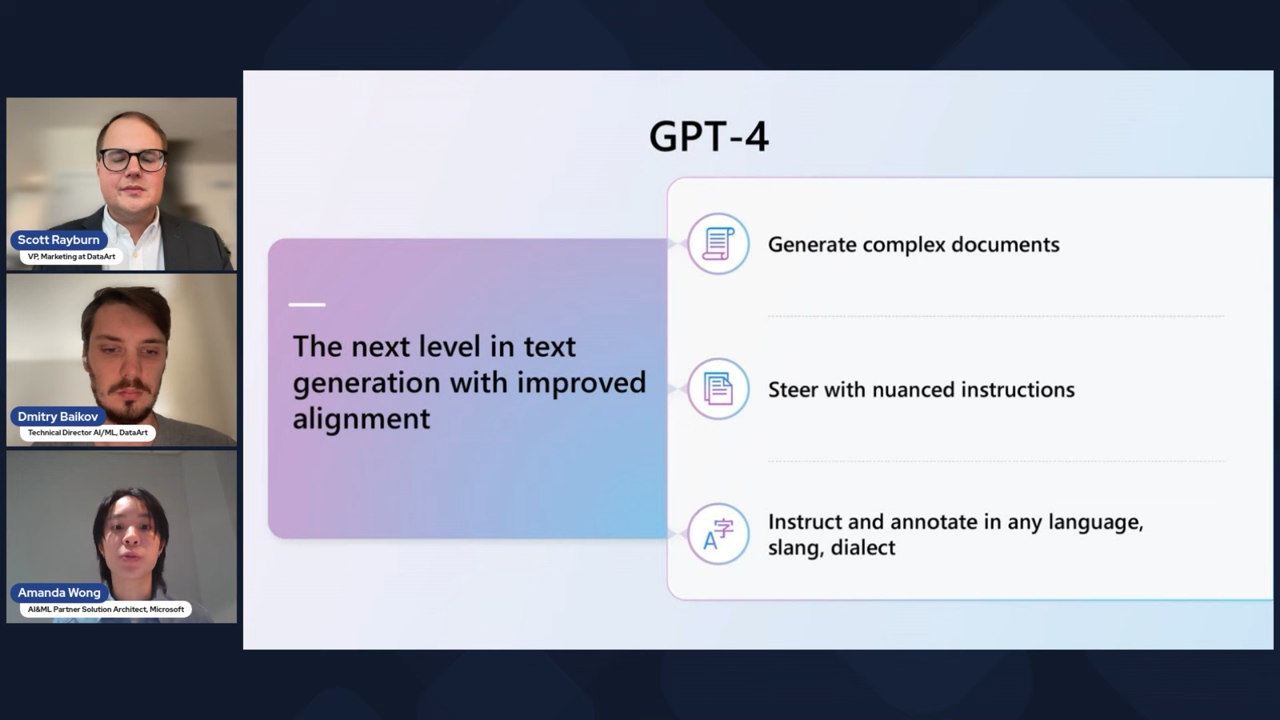 Scott Rayburn
VP, Marketing at DataArt
Dmitry Baikov
Technical Director AI/ML, DataArt
Amanda Wong
AI&ML Partner Solution Architect, Microsoft
GPT-4
The next level in text
generation with improved
alignment
Generate complex documents
Steer with nuanced instructions
A字
Instruct and annotate in any language,
slang, dialect